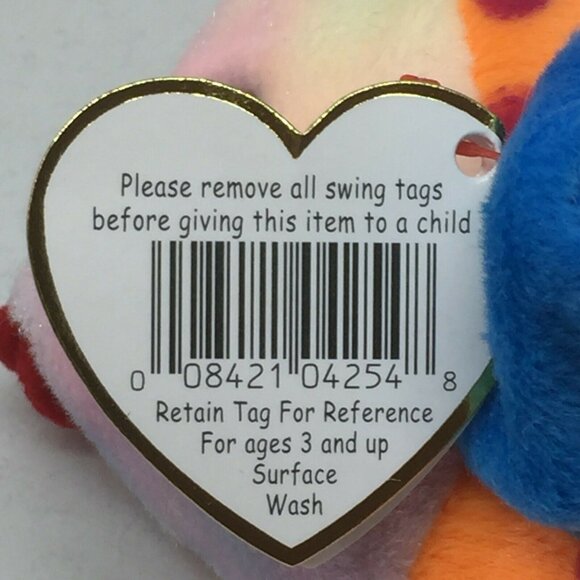 Please remove all swing tags
before giving this item to a child
0 08421 04254 8
Retain Tag For Reference
For ages 3 and up
Surface
Wash